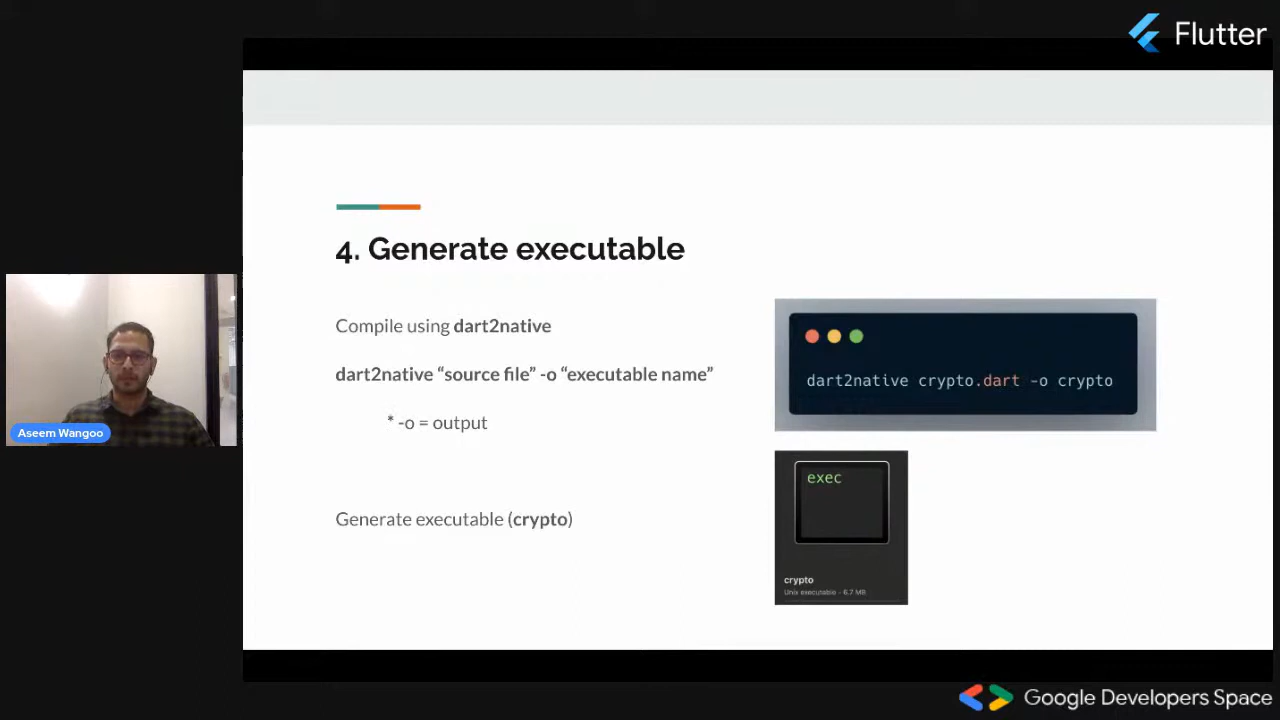 Flutter
4. Generate executable
Compile using dart2native
dart2native “source file” -o “executable name”
* -o = output
Generate executable (crypto)
dart2native crypto.dart -o crypto
exec
crypto
Unix executable - 6.7 MB
Aseem Wangoo
Google Developers Space